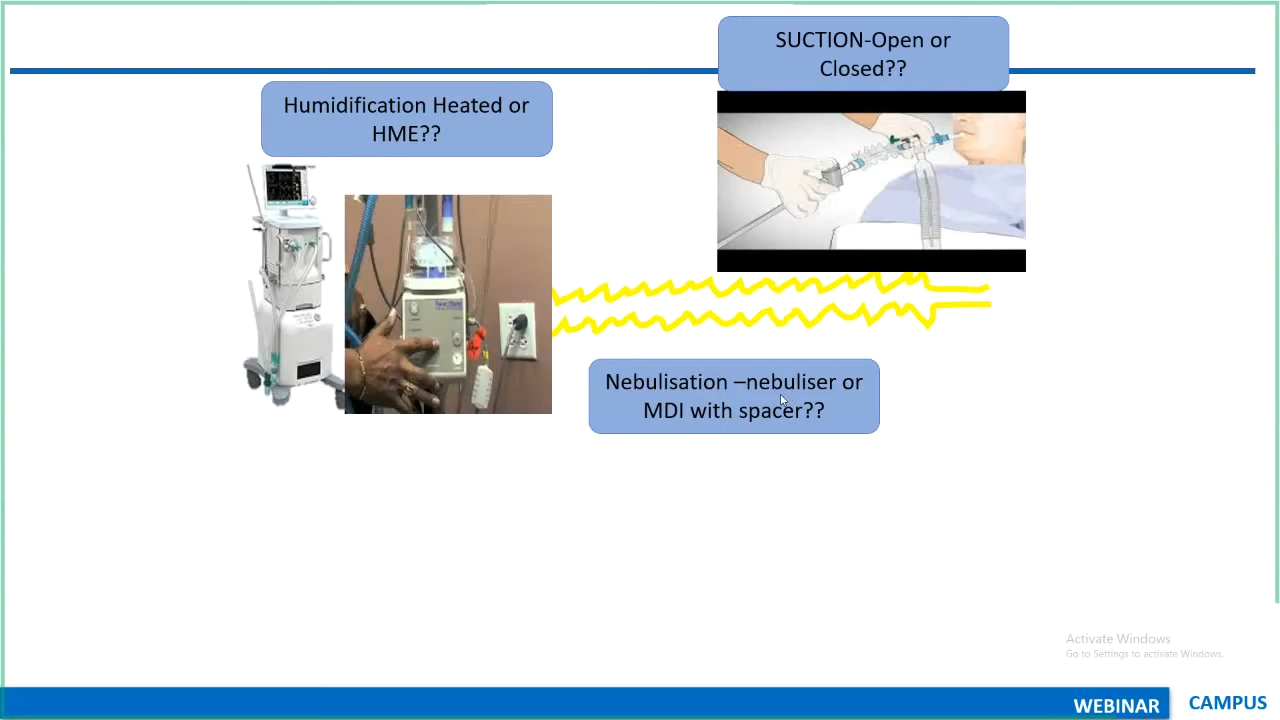 SUCTION-Open or
Closed??
Humidification Heated or
HME??
Nebulisation –nebuliser or
MDI with spacer??
Activate Windows
Go to Settings to activate Windows.
WEBINAR CAMPUS